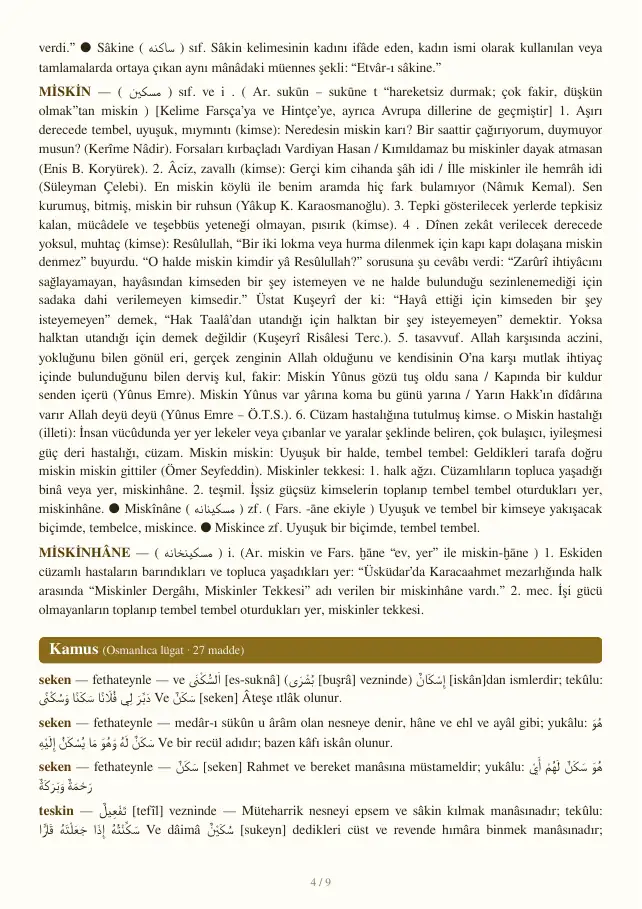 verdi.” ● Sâkine ( ساكنه ) sıf. Sâkin kelimesinin kadını ifâde eden, kadın ismi olarak kullanılan veya
tamlamalarda ortaya çıkan aynı mânâdaki müennes şekli: “Etvâr-ı sâkine.”
MİSKİN — ( مسكين ) sıf. ve i . ( Ar. sukūn – sukūne t “hareketsiz durmak; çok fakir, düşkün
olmak”tan miskіn ) [Kelime Farsça’ya ve Hintçe’ye, ayrıca Avrupa dillerine de geçmiştir] 1. Aşırı
derecede tembel, uyuşuk, mıymıntı (kimse): Neredesin miskin karı? Bir saattir çağırıyorum, duymuyor
musun? (Kerîme Nâdir). Forsaları kırbaçladı Vardiyan Hasan / Kımıldamaz bu miskinler dayak atmasan
(Enis B. Koryürek). 2. Âciz, zavallı (kimse): Gerçi kim cihanda şâh idi / İlle miskinler ile hemrâh idi
(Süleyman Çelebi). En miskin köylü ile benim aramda hiç fark bulamıyor (Nâmık Kemal). Sen
kurumuş, bitmiş, miskin bir ruhsun (Yâkup K. Karaosmanoğlu). 3. Tepki gösterilecek yerlerde tepkisiz
kalan, mücâdele ve teşebbüs yeteneği olmayan, pısırık (kimse). 4 . Dînen zekât verilecek derecede
yoksul, muhtaç (kimse): Resûlullah, “Bir iki lokma veya hurma dilenmek için kapı kapı dolaşana miskin
denmez” buyurdu. “O halde miskin kimdir yâ Resûlullah?” sorusuna şu cevâbı verdi: “Zarûrî ihtiyâcını
sağlayamayan, hayâsından kimseden bir şey istemeyen ve ne halde bulunduğu sezinlenemediği için
sadaka dahi verilemeyen kimsedir.” Üstat Kuşeyrî der ki: “Hayâ ettiği için kimseden bir şey
isteyemeyen” demek, “Hak Taalâ’dan utandığı için halktan bir şey isteyemeyen” demektir. Yoksa
halktan utandığı için demek değildir (Kuşeyrî Risâlesi Terc.). 5. tasavvuf. Allah karşısında aczini,
yokluğunu bilen gönül eri, gerçek zenginin Allah olduğunu ve kendisinin O’na karşı mutlak ihtiyaç
içinde bulunduğunu bilen derviş kul, fakir: Miskin Yûnus gözü tuş oldu sana / Kapında bir kuldur
senden içerü (Yûnus Emre). Miskin Yûnus var yârına koma bu günü yarına / Yarın Hakk’ın dîdârına
varır Allah deyü deyü (Yûnus Emre – Ö.T.S.). 6. Cüzam hastalığına tutulmuş kimse. ѻ Miskin hastalığı
(illeti): İnsan vücûdunda yer yer lekeler veya çıbanlar ve yaralar şeklinde beliren, çok bulaşıcı, iyileşmesi
güç deri hastalığı, cüzam. Miskin miskin: Uyuşuk bir halde, tembel tembel: Geldikleri tarafa doğru
miskin miskin gittiler (Ömer Seyfeddin). Miskinler tekkesi: 1. halk ağzı. Cüzamlıların topluca yaşadığı
binâ veya yer, miskinhâne. 2. teşmil. İşsiz güçsüz kimselerin toplanıp tembel tembel oturdukları yer,
miskinhâne. ● Miskînâne ( مسكينانه ) zf. ( Fars. -āne ekiyle ) Uyuşuk ve tembel bir kimseye yakışacak
biçimde, tembelce, miskince. ● Miskince zf. Uyuşuk bir biçimde, tembel tembel.
MİSKİNHÂNE — ( مسكينخانه ) i. (Ar. miskіn ve Fars. ḫāne “ev, yer” ile miskіn-ḫāne ) 1. Eskiden
cüzamlı hastaların barındıkları ve topluca yaşadıkları yer: “Üsküdar’da Karacaahmet mezarlığında halk
arasında “Miskinler Dergâhı, Miskinler Tekkesi” adı verilen bir miskinhâne vardı.” 2. mec. İşi gücü
olmayanların toplanıp tembel tembel oturdukları yer, miskinler tekkesi.
Kamus (Osmanlıca lügat · 27 madde)
seken — fethateynle — ve اَلسُّكْنَى [es-suknâ] (بُشْرَى [buşrâ] vezninde) إِسْكَانٌ [iskân]dan ismlerdir; tekûlu:
دَبِّرْ لِي فُلَانًا سَكَنًا وَسُكْنًى Ve سَكَنٌ [seken] Âteşe ıtlâk olunur.
seken — fethateynle — medâr-ı sükûn u ârâm olan nesneye denir, hâne ve ehl ve ayâl gibi; yukâlu: هُوَ
سَكَنٌ لَهُ وَهُوَ مَا يُسْكَنُ إِلَيْهِ Ve bir recül adıdır; bazen kâfı iskân olunur.
seken — fethateynle — سَكَنٌ [seken] Rahmet ve bereket manâsına müstameldir; yukâlu: هُوَ سَكَنٌ لَهُمْ أَيْ
رَحْمَةٌ وَبَرَكَةٌ
teskin — تَفْعِيلٌ [tefîl] vezninde — Müteharrik nesneyi epsem ve sâkin kılmak manâsınadır; tekûlu:
سَكَّنْتُهُ إِذَا جَعَلْتَهُ قَارًّا Ve dâimâ سُكَيْنٌ [sukeyn] dedikleri cüst ve revende hımâra binmek manâsınadır;
4 / 9